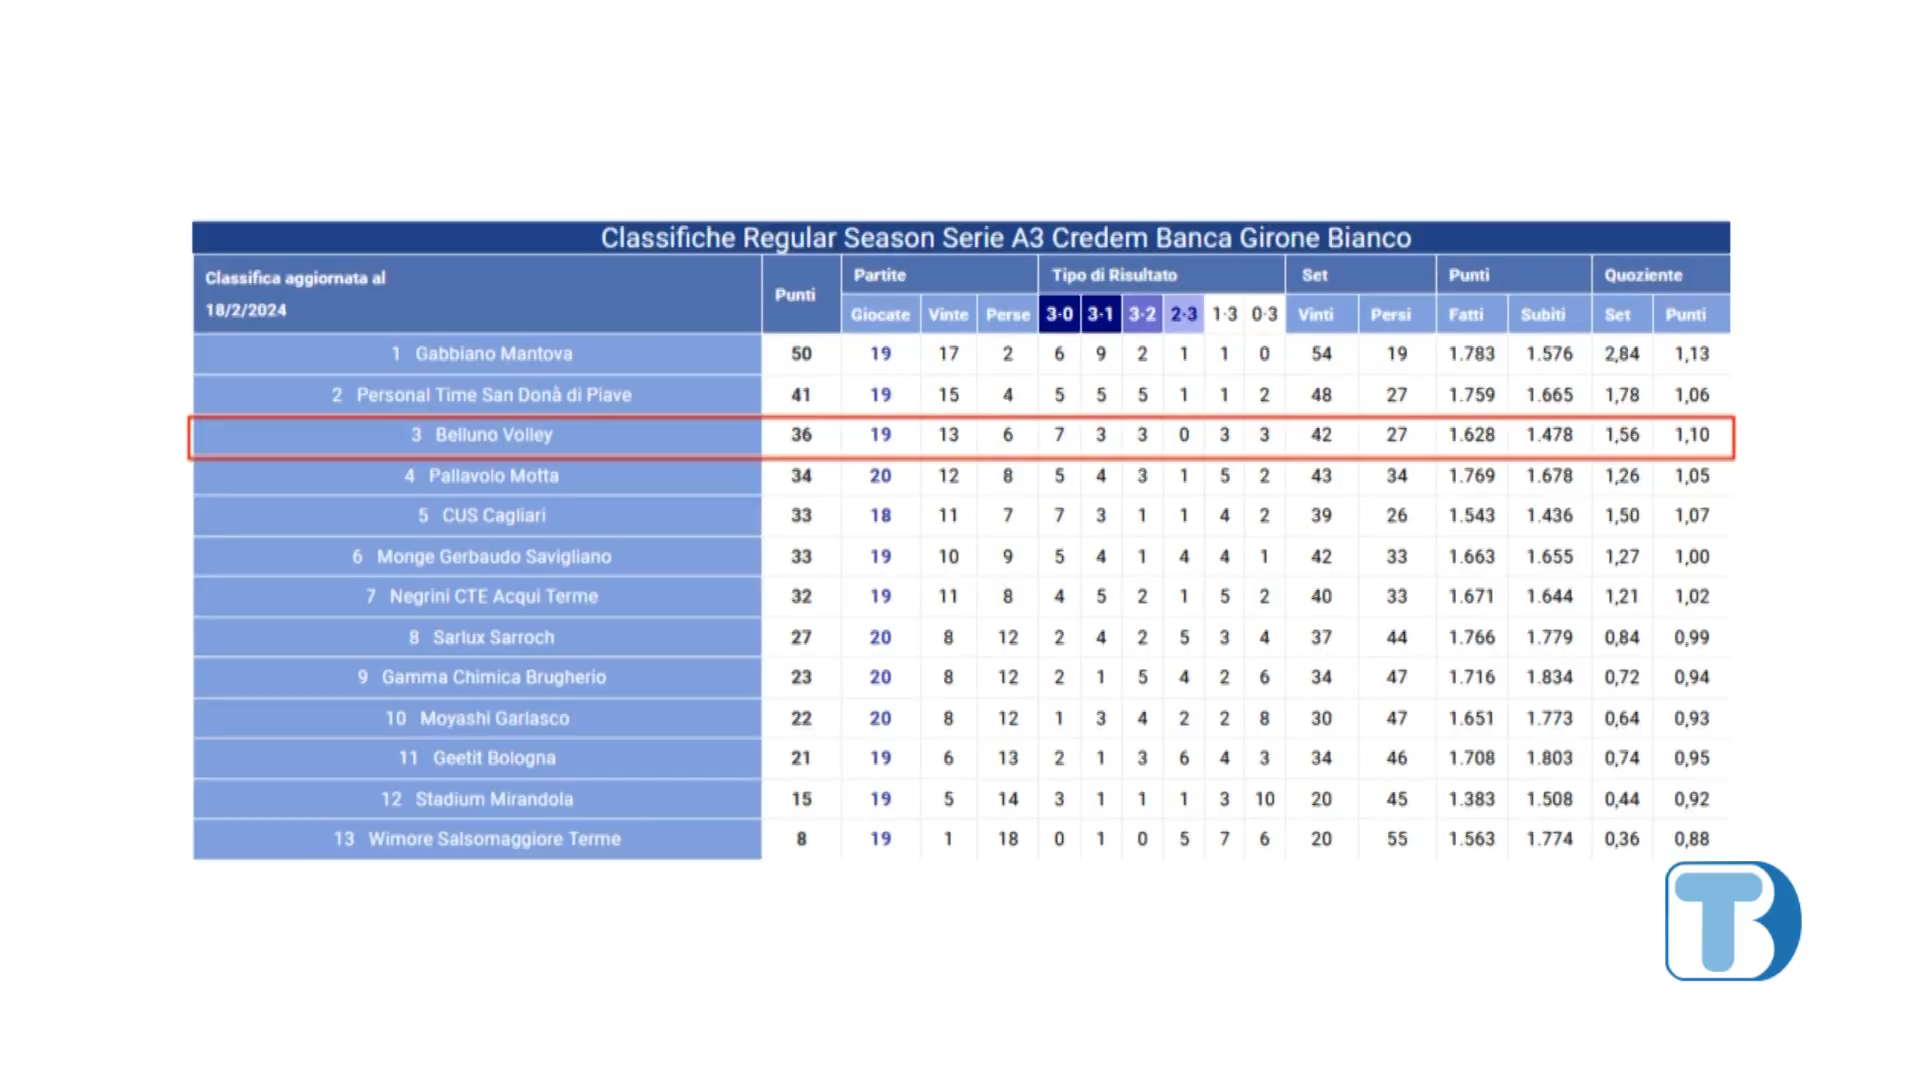 Classifiche Regular Season Serie A3 Credem Banca Girone Bianco
Classifica aggiornata al
18/2/2024
Punti Partite Tipo di Risultato Set Punti Quoziente
Giocate Vinte Perse 3-0 3-1 3-2 2-3 1-3 0-3 Vinti Persi Fatti Subiti Set Punti
1 Gabbiano Mantova 50 19 17 2 6 9 2 1 1 0 54 19 1.783 1.576 2,84 1,13
2 Personal Time San Donà di Piave 41 19 15 4 5 5 5 1 1 2 48 27 1.759 1.665 1,78 1,06
3 Belluno Volley 36 19 13 6 7 3 3 0 3 3 42 27 1.628 1.478 1,56 1,10
4 Pallavolo Motta 34 20 12 8 5 4 3 1 5 2 43 34 1.769 1.678 1,26 1,05
5 CUS Cagliari 33 18 11 7 7 3 1 1 4 2 39 26 1.543 1.436 1,50 1,07
6 Monge Gerbaudo Savigliano 33 19 10 9 5 4 1 4 4 1 42 33 1.663 1.655 1,27 1,00
7 Negrini CTE Acqui Terme 32 19 11 8 4 5 2 1 5 2 40 33 1.671 1.644 1,21 1,02
8 Sarlux Sarroch 27 20 8 12 2 4 2 5 3 4 37 44 1.766 1.779 0,84 0,99
9 Gamma Chimica Brugherio 23 20 8 12 2 1 5 4 2 6 34 47 1.716 1.834 0,72 0,94
10 Moyashi Garlasco 22 20 8 12 1 3 4 2 2 8 30 47 1.651 1.773 0,64 0,93
11 Geetit Bologna 21 19 6 13 2 1 3 6 4 3 34 46 1.708 1.803 0,74 0,95
12 Stadium Mirandola 15 19 5 14 3 1 1 1 3 10 20 45 1.383 1.508 0,44 0,92
13 Wimore Salsomaggiore Terme 8 19 1 18 0 1 0 5 7 6 20 55 1.563 1.774 0,36 0,88
TB